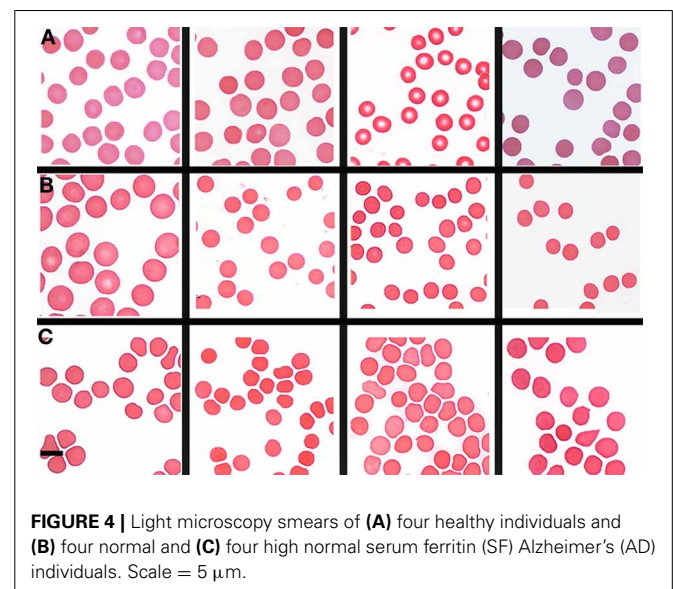 A
B
C
FIGURE 4 | Light microscopy smears of (A) four healthy individuals and
(B) four normal and (C) four high normal serum ferritin (SF) Alzheimer's (AD)
individuals. Scale = 5 μm.